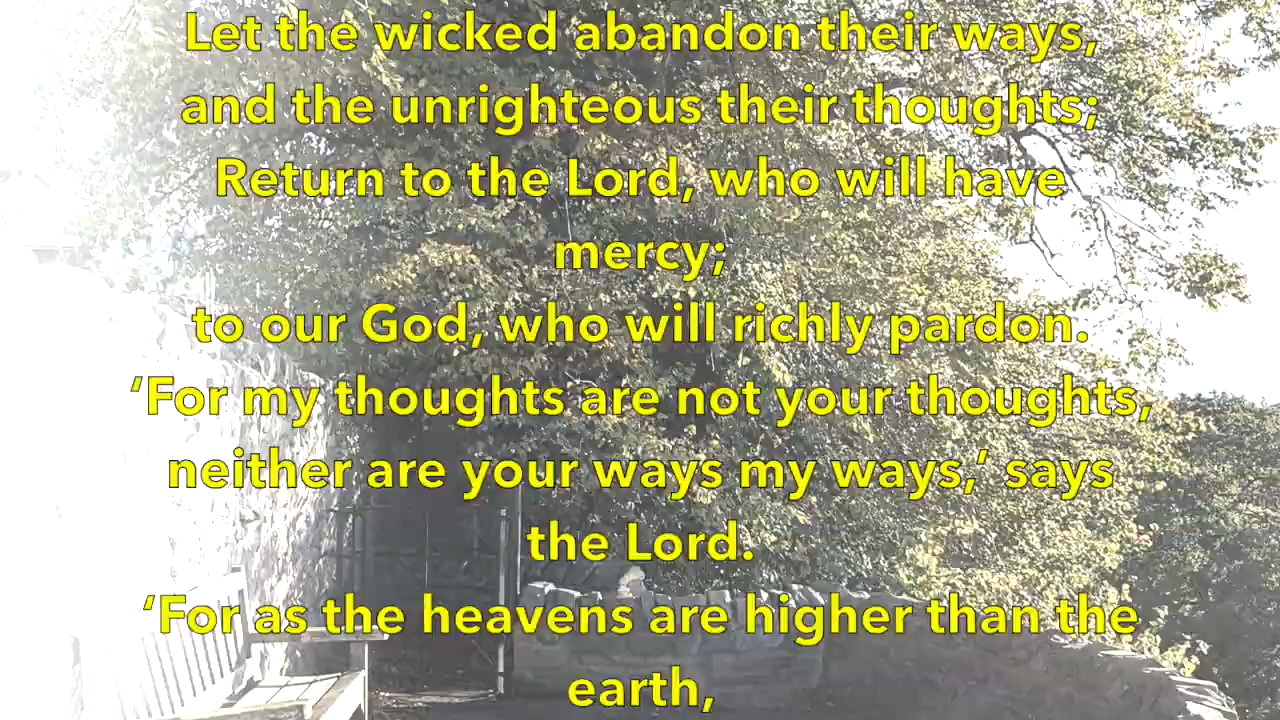 Let the wicked abandon their ways,
and the unrighteous their thoughts;
Return to the Lord, who will have
mercy;
to our God, who will richly pardon.
‘For my thoughts are not your thoughts,
neither are your ways my ways,’ says
the Lord.
‘For as the heavens are higher than the
earth,